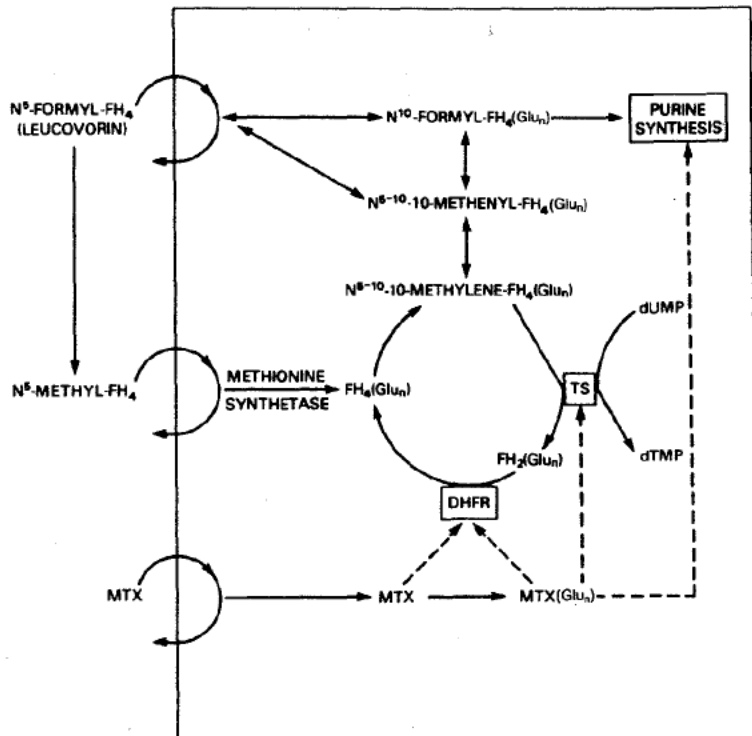 N⁵-FORMYL-FH₄
(LEUCOVORIN)
N¹⁰-FORMYL-FH₄(Gluₙ)
PURINE
SYNTHESIS
N⁵⁻¹⁰-10-METHENYL-FH₄(Gluₙ)
N⁵⁻¹⁰-10-METHYLENE-FH₄(Gluₙ)
dUMP
N⁵-METHYL-FH₄
METHIONINE
SYNTHETASE
FH₄(Gluₙ)
TS
FH₂(Gluₙ)
dTMP
DHFR
MTX
MTX
MTX(Gluₙ)